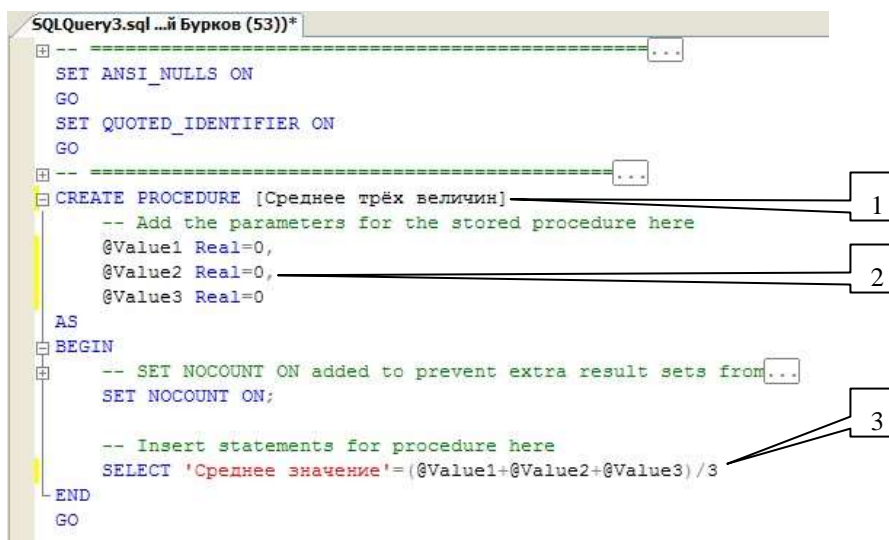 SQLQuery3.sql ...й Бурков (53))*
-- ============================================================...
SET ANSI_NULLS ON
GO
SET QUOTED_IDENTIFIER ON
GO
-- ========================================================...
CREATE PROCEDURE [Среднее трёх величин]
1
-- Add the parameters for the stored procedure here
@Value1 Real=0,
@Value2 Real=0,
2
@Value3 Real=0
AS
BEGIN
-- SET NOCOUNT ON added to prevent extra result sets from...
SET NOCOUNT ON;
3
-- Insert statements for procedure here
SELECT 'Среднее значение'=(@Value1+@Value2+@Value3)/3
END
GO